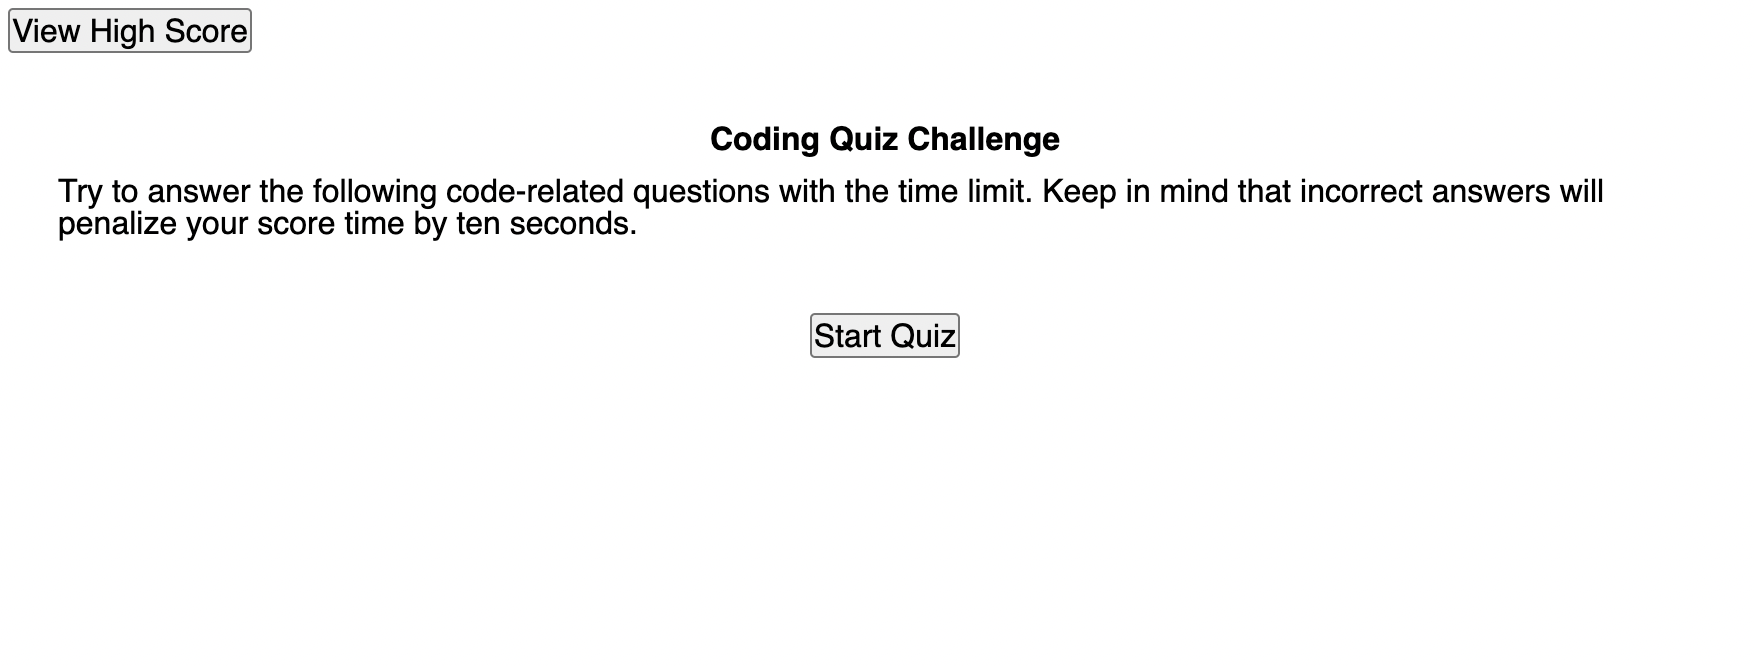 View High Score
Coding Quiz Challenge
Try to answer the following code-related questions with the time limit. Keep in mind that incorrect answers will
penalize your score time by ten seconds.
Start Quiz